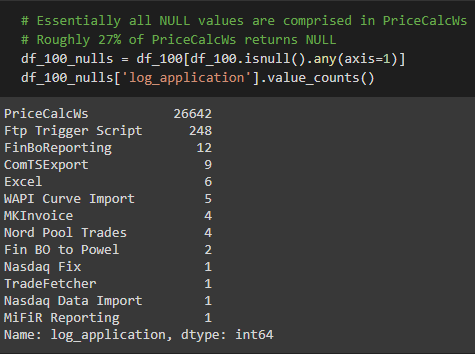 # Essentially all NULL values are comprised in PriceCalcWs
# Roughly 27% of PriceCalcWs returns NULL
df_100_nulls = df_100[df_100.isnull().any(axis=1)]
df_100_nulls['log_application'].value_counts()
PriceCalcWs 26642
Ftp Trigger Script 248
FinBoReporting 12
ComTSExport 9
Excel 6
WAPI Curve Import 5
MKInvoice 4
Nord Pool Trades 4
Fin BO to Powel 2
Nasdaq Fix 1
TradeFetcher 1
Nasdaq Data Import 1
MiFiR Reporting 1
Name: log_application, dtype: int64